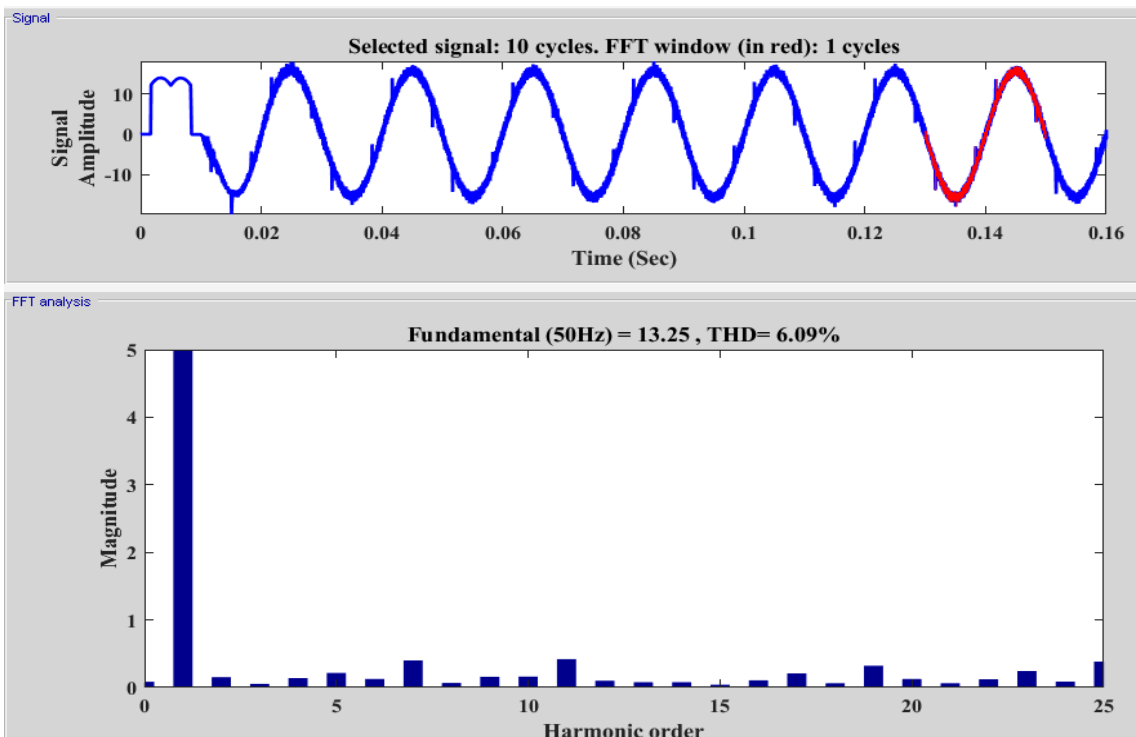 Signal
Selected signal: 10 cycles. FFT window (in red): 1 cycles
10
0
-10
Signal
Amplitude
0 0.02 0.04 0.06 0.08 0.1 0.12 0.14 0.16
Time (Sec)
FFT analysis
Fundamental (50Hz) = 13.25 , THD= 6.09%
5
4
3
2
1
0
Magnitude
0 5 10 15 20 25
Harmonic order